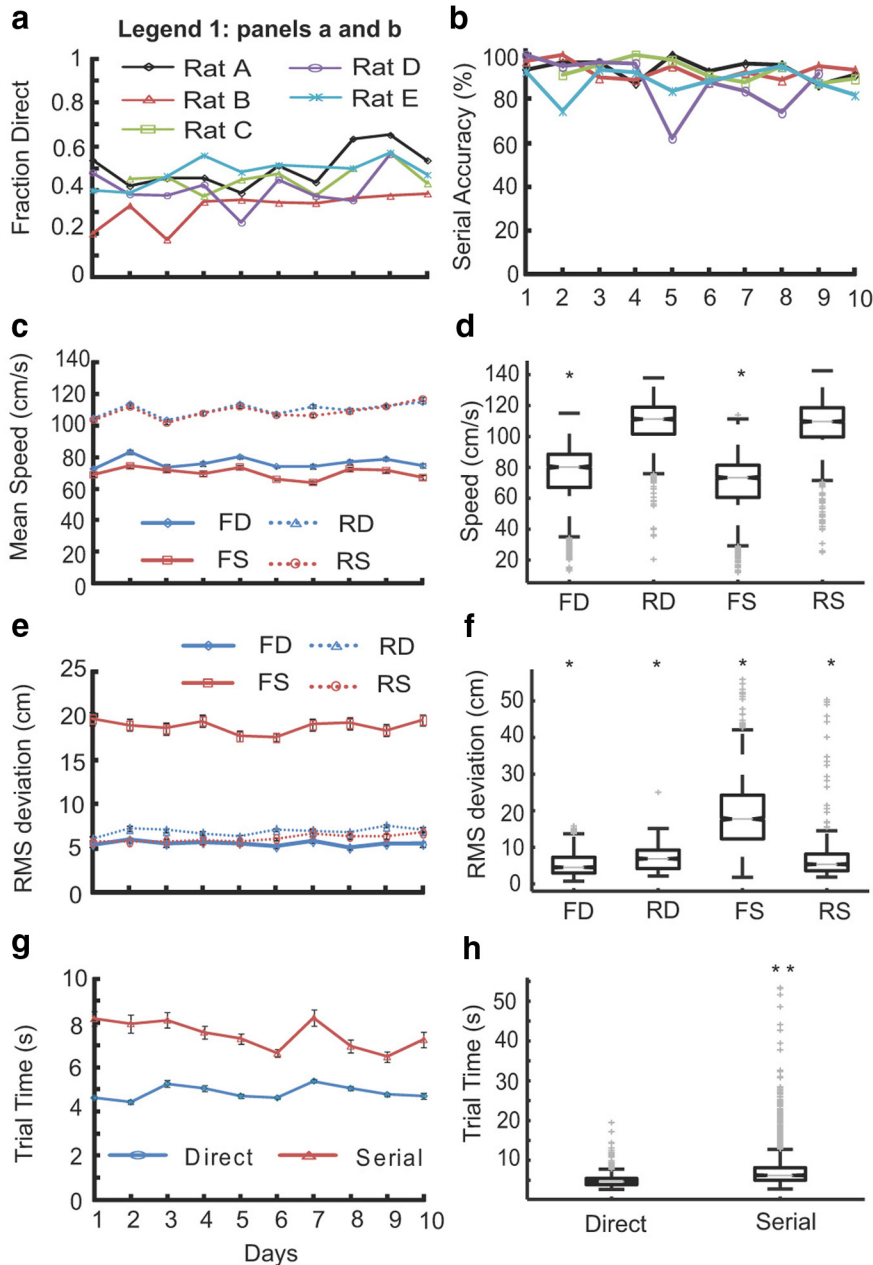 a
Legend 1: panels a and b
Fraction Direct
1
0.8
0.6
0.4
0.2
0
Rat A
Rat B
Rat C
Rat D
Rat E
b
Serial Accuracy (%)
100
80
60
40
20
0
1 2 3 4 5 6 7 8 9 10
c
Mean Speed (cm/s)
140
120
100
80
60
40
20
0
FD
RD
FS
RS
d
Speed (cm/s)
140
120
100
80
60
40
20
* *
FD RD FS RS
e
RMS deviation (cm)
25
20
15
10
5
0
FD
RD
FS
RS
f
RMS deviation (cm)
50
40
30
20
10
0
* * * *
FD RD FS RS
g
Trial Time (s)
10
8
6
4
2
0
Direct
Serial
1 2 3 4 5 6 7 8 9 10
Days
h
Trial Time (s)
50
40
30
20
10
* *
Direct Serial